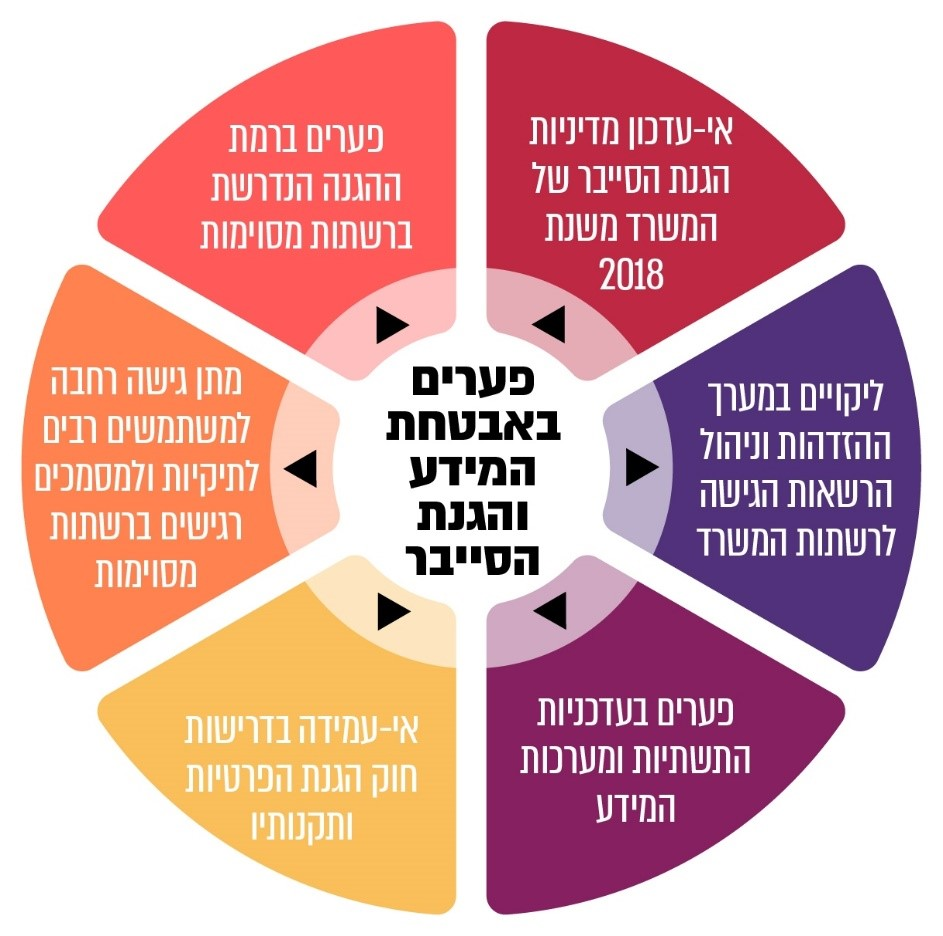 פערים
באבטחת
המידע
והגנת
הסייבר
אי-עדכון מדיניות
הגנת הסייבר של
המשרד משנת
2018
ליקויים במערך
ההזדהות וניהול
הרשאות הגישה
לרשתות המשרד
פערים בעדכניות
התשתיות ומערכות
המידע
אי-עמידה בדרישות
חוק הגנת הפרטיות
ותקנותיו
מתן גישה רחבה
למשתמשים רבים
לתיקיות ולמסמכים
רגישים ברשתות
מסוימות
פערים ברמת
ההגנה הנדרשת
ברשתות מסוימות